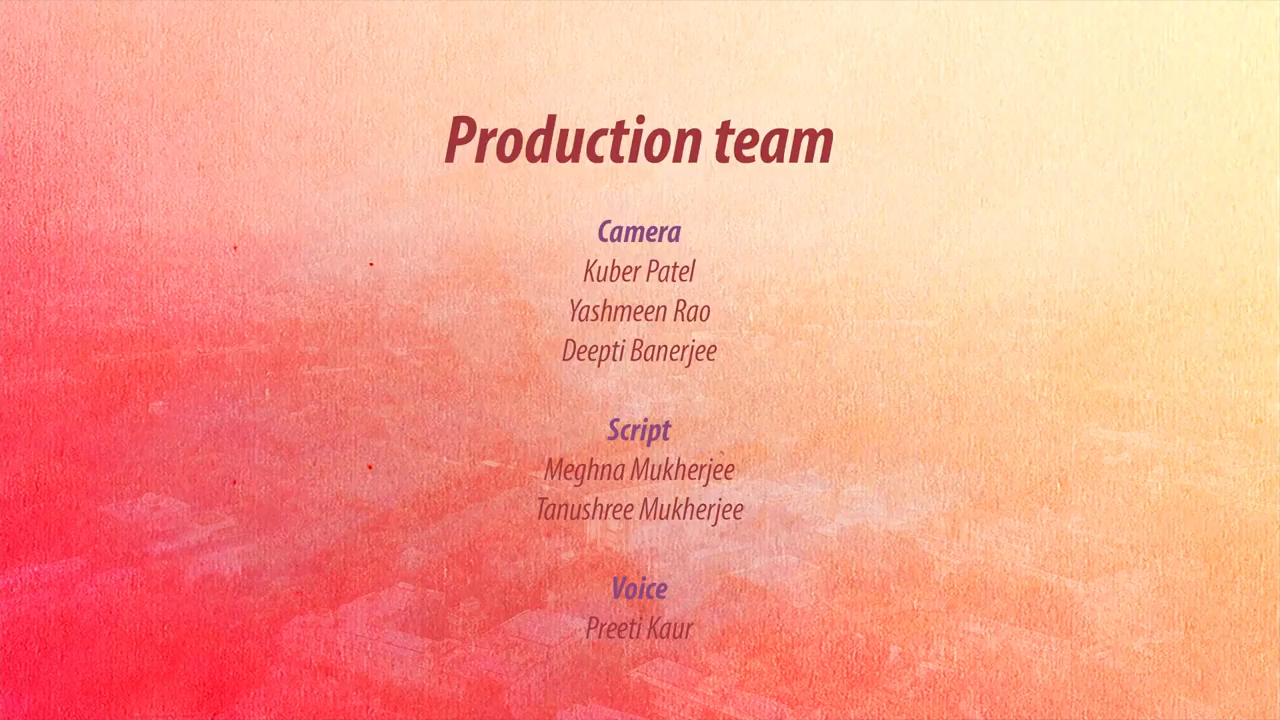 Production team
Camera
Kuber Patel
Yashmeen Rao
Deepti Banerjee
Script
Meghna Mukherjee
Tanushree Mukherjee
Voice
Preeti Kaur